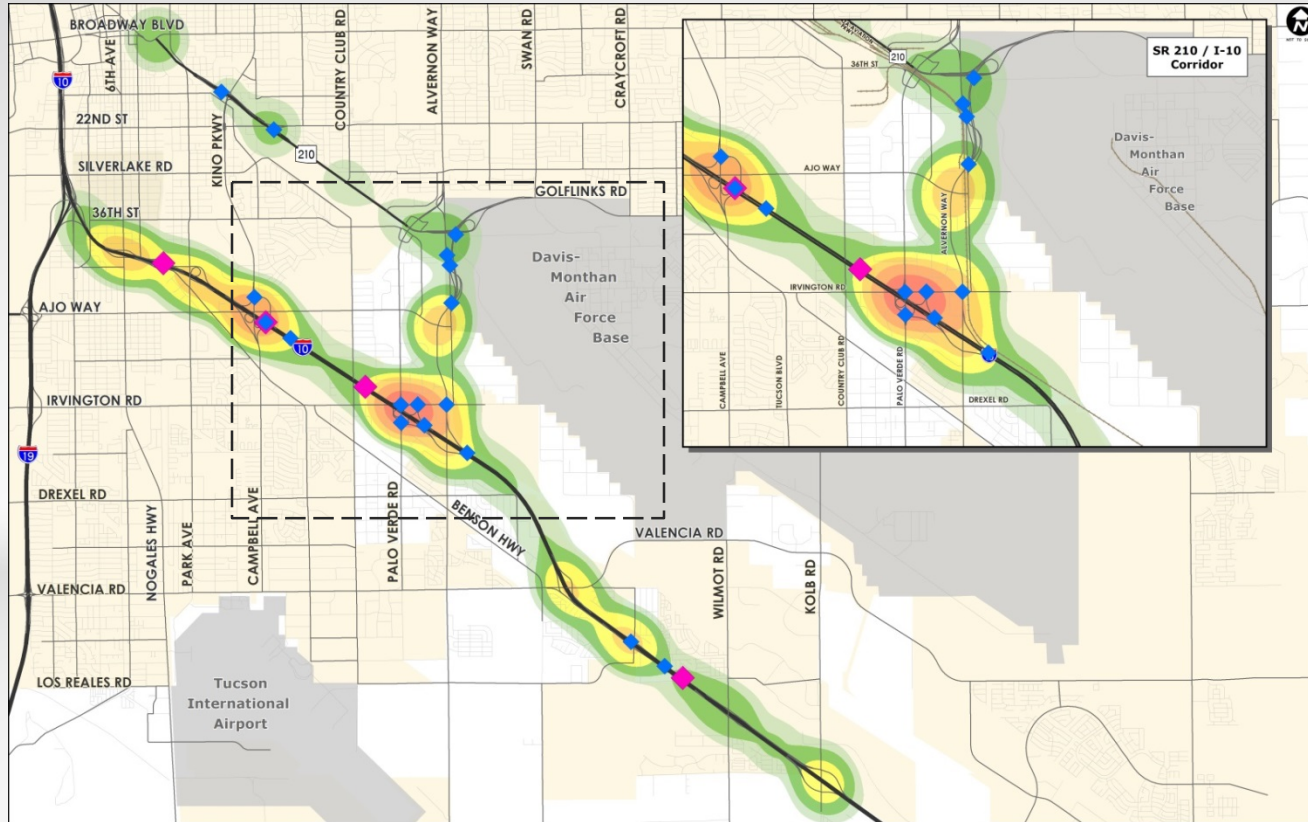 BROADWAY BLVD
6TH AVE
COUNTRY CLUB RD
ALVERNON WAY
SWAN RD
CRAYCROFT RD
10
22ND ST
KINO PKWY
210
SILVERLAKE RD
GOLFLINKS RD
36TH ST
Davis-
Monthan
Air
Force
Base
AJO WAY
10
IRVINGTON RD
19
DREXEL RD
NOGALES HWY
PARK AVE
CAMPBELL AVE
PALO VERDE RD
BENSON HWY
VALENCIA RD
WILMOT RD
KOLB RD
VALENCIA RD
LOS REALES RD
Tucson
International
Airport
SR 210 / I-10
Corridor
N
210
36TH ST
AJO WAY
Davis-
Monthan
Air
Force
Base
ALVERNON WAY
IRVINGTON RD
CAMPBELL AVE
TUCSON BLVD
COUNTRY CLUB RD
PALO VERDE RD
DREXEL RD